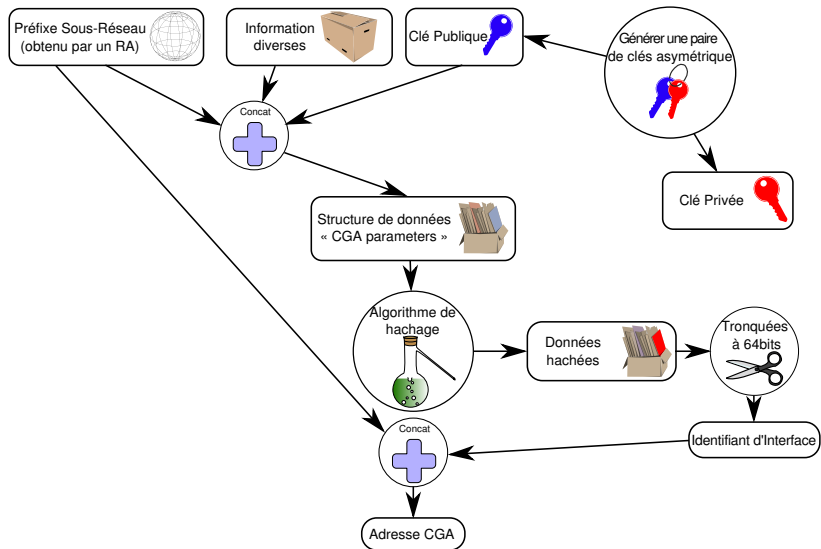 Préfixe Sous-Réseau
(obtenu par un RA)
Information
diverses
Clé Publique
Générer une paire
de clés asymétrique
Concat
Clé Privée
Structure de données
« CGA parameters »
Algorithme de
hachage
Données
hachées
Tronquées
à 64bits
Concat
Identifiant d'Interface
Adresse CGA